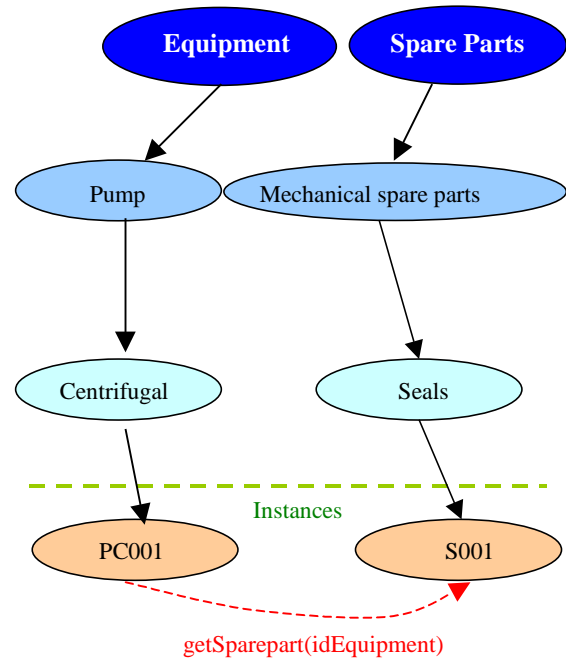 Equipment
Spare Parts
Pump
Mechanical spare parts
Centrifugal
Seals
Instances
PC001
S001
getSparepart(idEquipment)